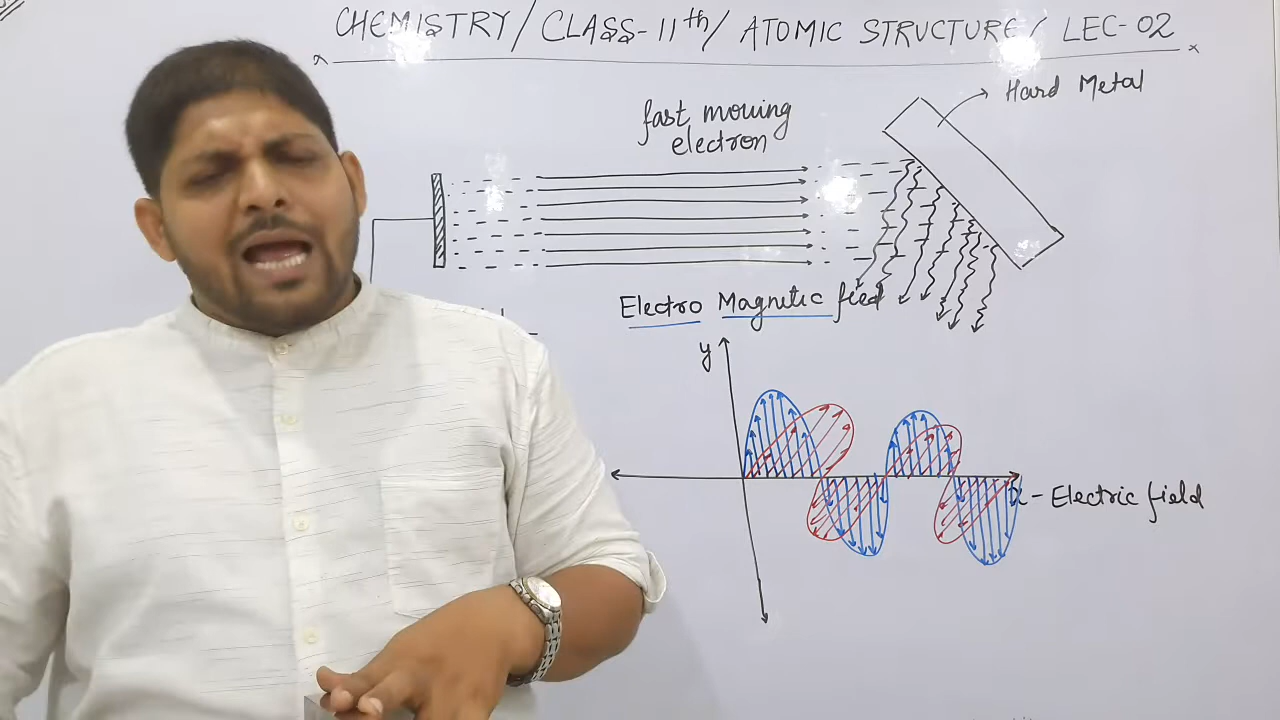 CHEMISTRY/CLASS-11th/ATOMIC STRUCTURE/ LEC-02
Hard Metal
fast moving
electron
Electro Magnetic field
y
x - Electric field